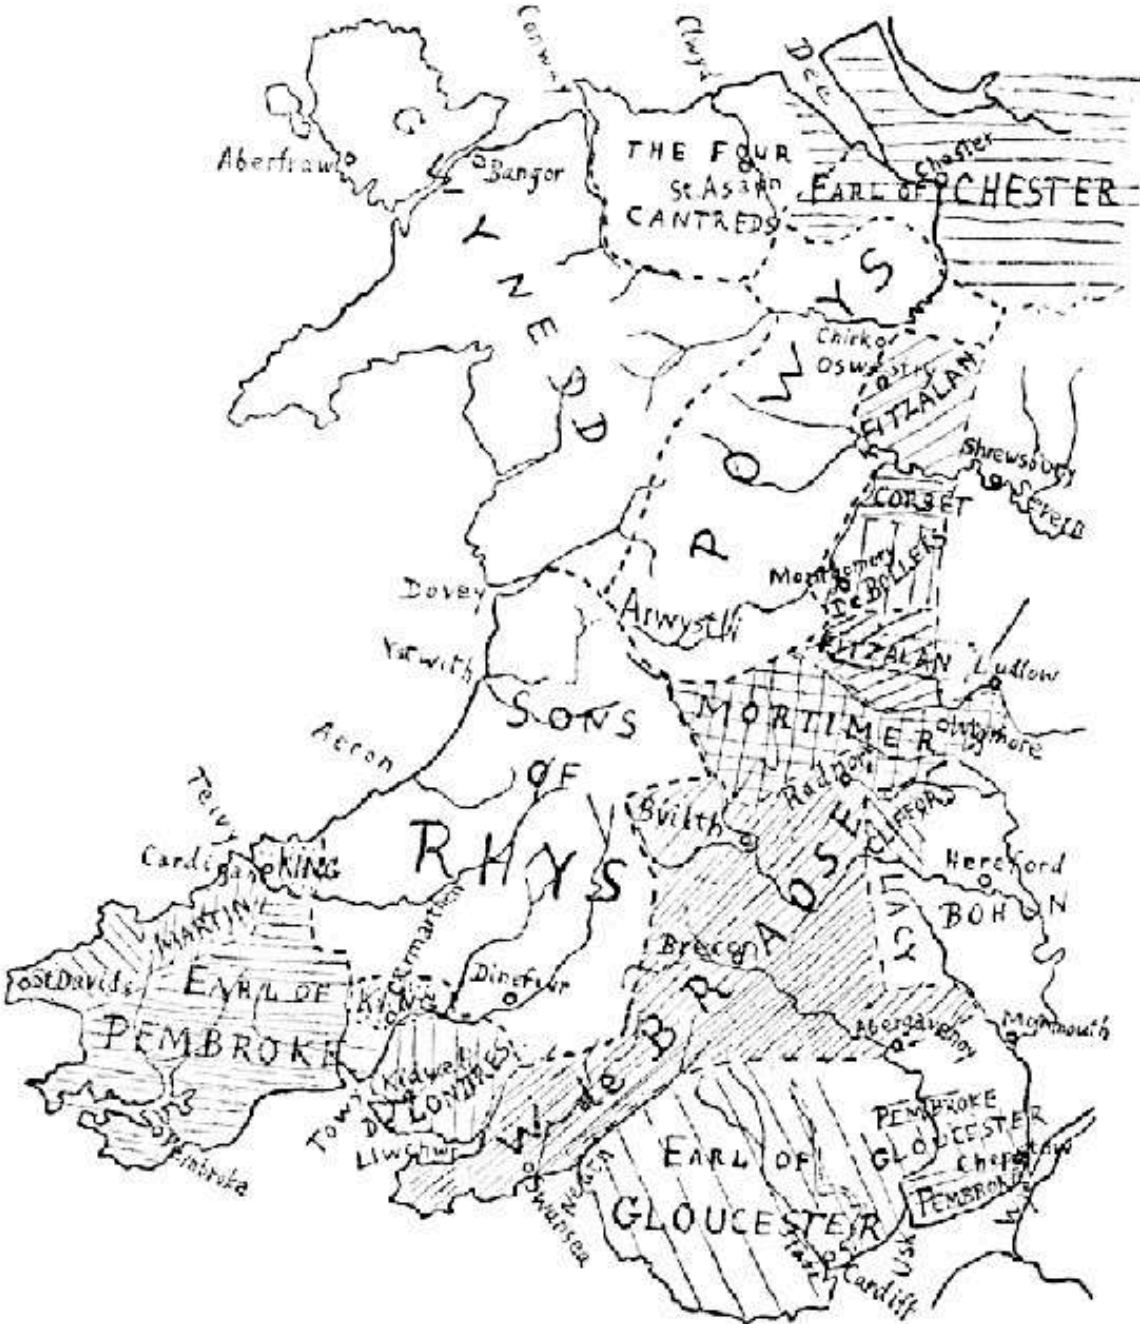 Conway
Clwyd
Dee
Aberfraw
Bangor
GWYNEDD
THE FOUR
St Asaph
CANTREDS
Chester
EARL OF CHESTER
POWYS
Chirk
Oswestry
FITZALAN
Shrewsbury
Severn
CORBET
Montgomery
De BOLLERS
Dovey
Arwystli
FITZALAN
Ludlow
Ystwith
SONS
OF
RHYS
MORTIMER
Wigmore
Aeron
Radnor
Builth
CLIFFORD
Teivy
Cardigan
KING
Hereford
BOHUN
LACY
MARTIN
St Davids
EARL OF
PEMBROKE
Carmarthen
KING
Dinefwr
Brecon
W de BRAOSE
Abergavenny
Monmouth
Kidwelly
De LONDRES
Towy
Llwchwr
Pembroke
Swansea
Neath
EARL OF
GLOUCESTER
PEMBROKE
GLOUCESTER
Chepstow
PEMBROKE
Taff
Cardiff
Usk